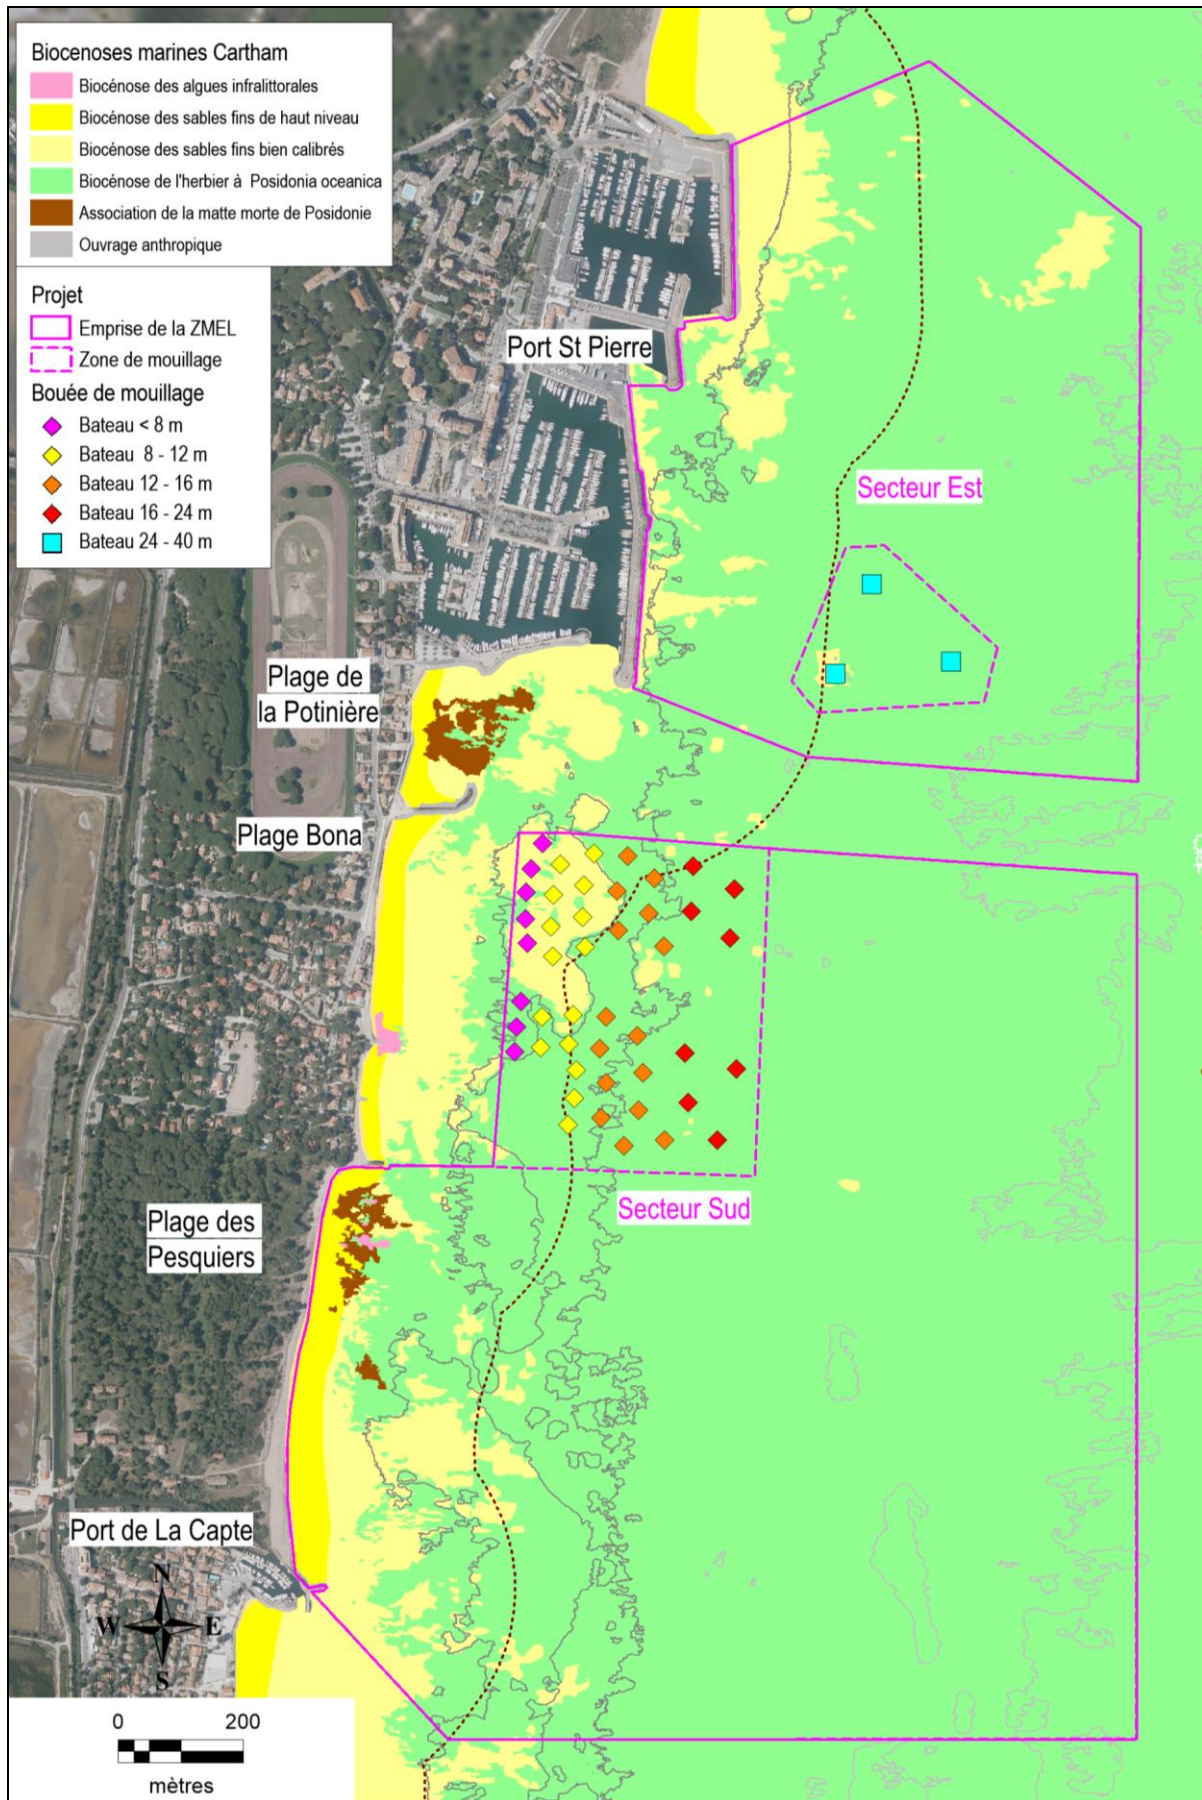 Biocenoses marines Cartham
Biocénose des algues infralittorales
Biocénose des sables fins de haut niveau
Biocénose des sables fins bien calibrés
Biocénose de l'herbier à Posidonia oceanica
Association de la matte morte de Posidonie
Ouvrage anthropique
Projet
Emprise de la ZMEL
Zone de mouillage
Bouée de mouillage
Bateau < 8 m
Bateau 8 - 12 m
Bateau 12 - 16 m
Bateau 16 - 24 m
Bateau 24 - 40 m
Port St Pierre
Secteur Est
Plage de
la Potinière
Plage Bona
Secteur Sud
Plage des
Pesquiers
Port de La Capte
N
W E
S
0 200
mètres